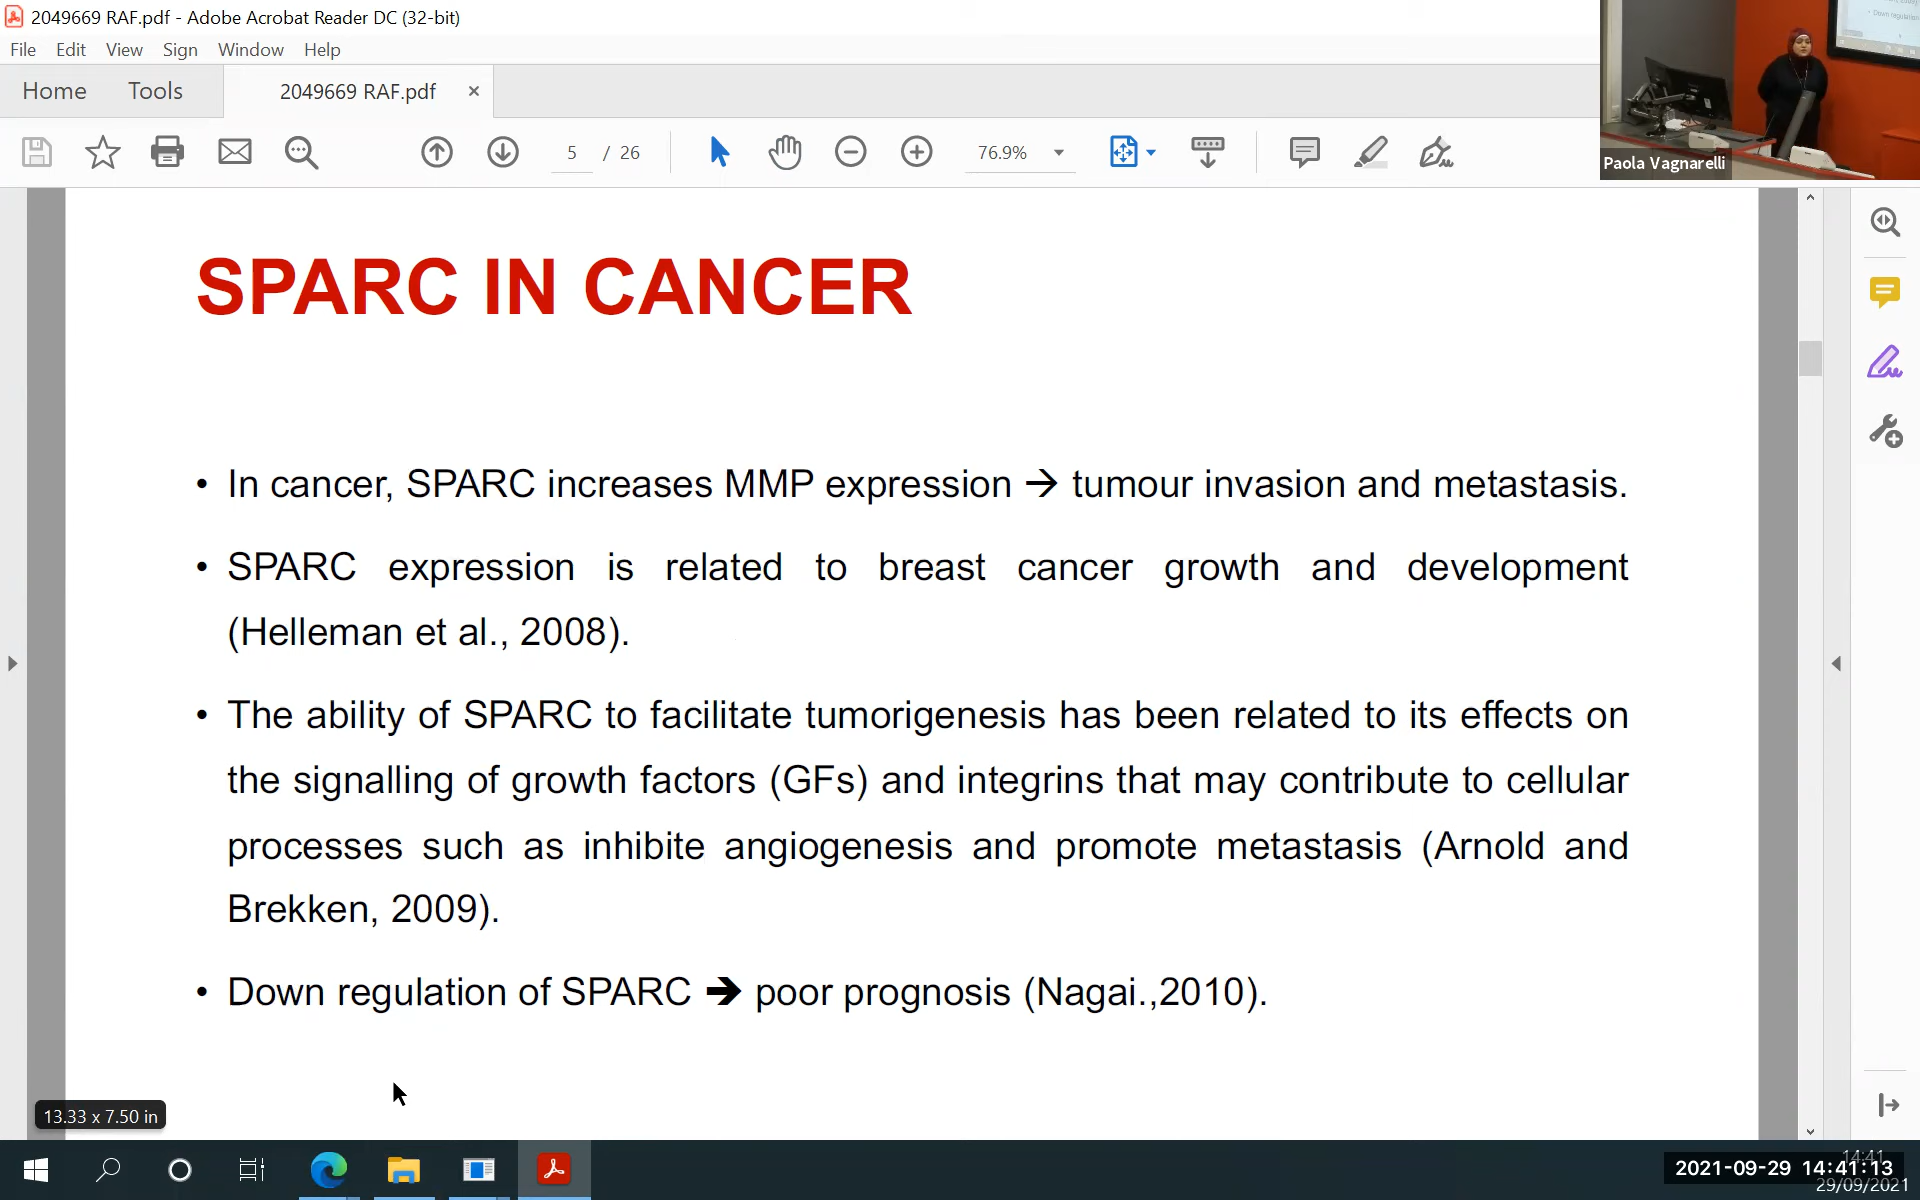 2049669 RAF.pdf - Adobe Acrobat Reader DC (32-bit)
File Edit View Sign Window Help
Home Tools 2049669 RAF.pdf ×
5 / 26 76.9%
Paola Vagnarelli
SPARC IN CANCER
• In cancer, SPARC increases MMP expression → tumour invasion and metastasis.
• SPARC expression is related to breast cancer growth and development
(Helleman et al., 2008).
• The ability of SPARC to facilitate tumorigenesis has been related to its effects on
the signalling of growth factors (GFs) and integrins that may contribute to cellular
processes such as inhibite angiogenesis and promote metastasis (Arnold and
Brekken, 2009).
• Down regulation of SPARC → poor prognosis (Nagai.,2010).
13.33 x 7.50 in
14:41
2021-09-29 14:41:13
29/09/2021